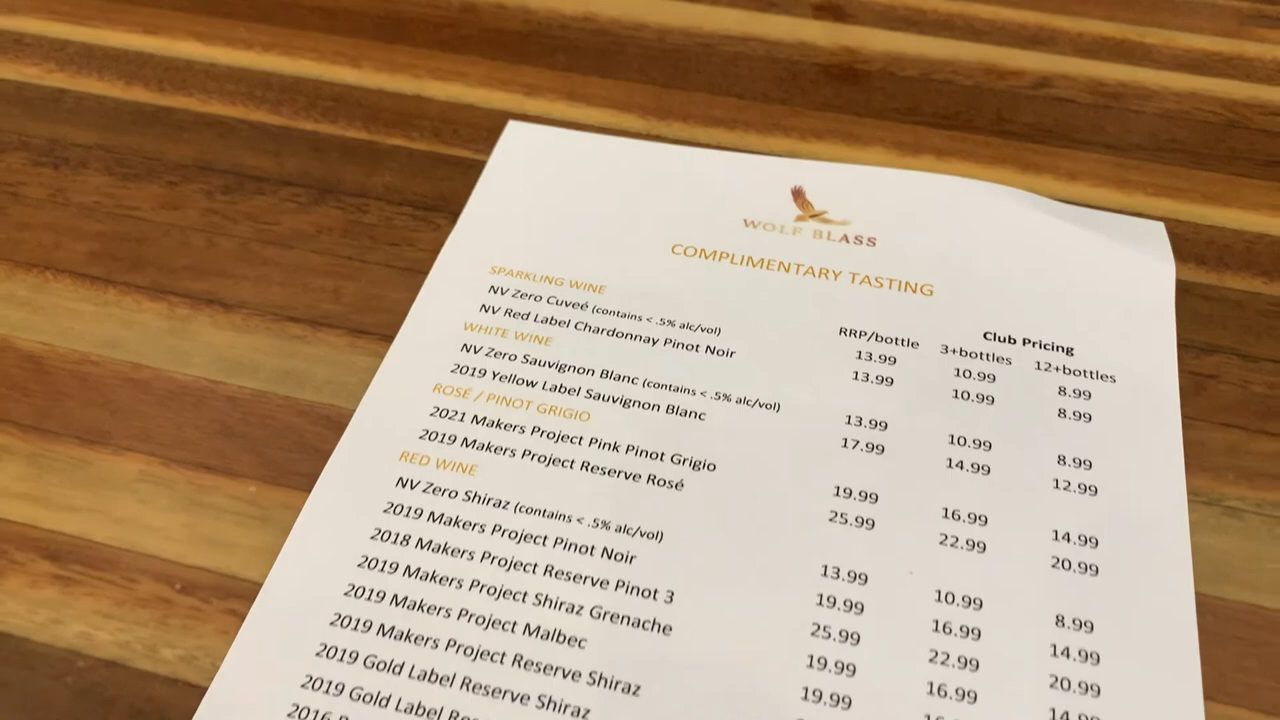 WOLF BLASS
COMPLIMENTARY TASTING
Club Pricing
RRP/bottle 3+bottles 12+bottles
SPARKLING WINE
NV Zero Cuveé (contains < .5% alc/vol) 13.99 10.99 8.99
NV Red Label Chardonnay Pinot Noir 13.99 10.99 8.99
WHITE WINE
NV Zero Sauvignon Blanc (contains < .5% alc/vol) 13.99 10.99 8.99
2019 Yellow Label Sauvignon Blanc 17.99 14.99 12.99
ROSÉ / PINOT GRIGIO
2021 Makers Project Pink Pinot Grigio 19.99 16.99 14.99
2019 Makers Project Reserve Rosé 25.99 22.99 20.99
RED WINE
NV Zero Shiraz (contains < .5% alc/vol) 13.99 10.99 8.99
2019 Makers Project Pinot Noir 19.99 16.99 14.99
2018 Makers Project Reserve Pinot 3 25.99 22.99 20.99
2019 Makers Project Shiraz Grenache 19.99 16.99 14.99
2019 Makers Project Malbec 19.99
2019 Makers Project Reserve Shiraz
2019 Gold Label Reserve Shiraz
2019 Gold Label
2016